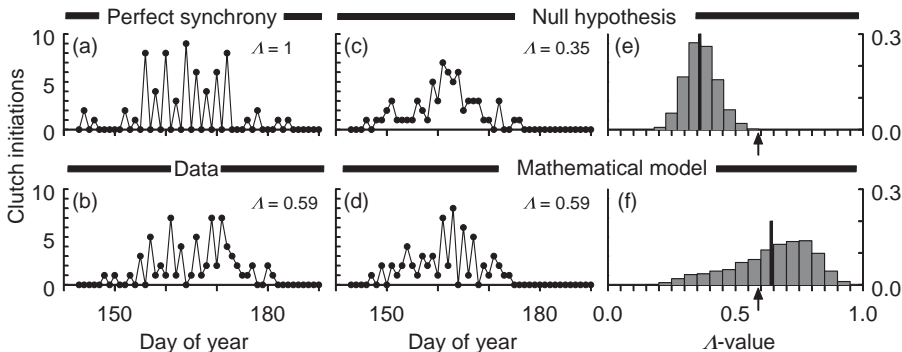 Perfect synchrony
Null hypothesis
Clutch initiations
10
5
0
(a)
Λ = 1
(c)
Λ = 0.35
(e)
0.3
0.0
Data
Mathematical model
10
5
0
(b)
Λ = 0.59
(d)
Λ = 0.59
(f)
0.3
0.0
150
180
150
180
0.0
0.5
1.0
Day of year
Day of year
Λ-value